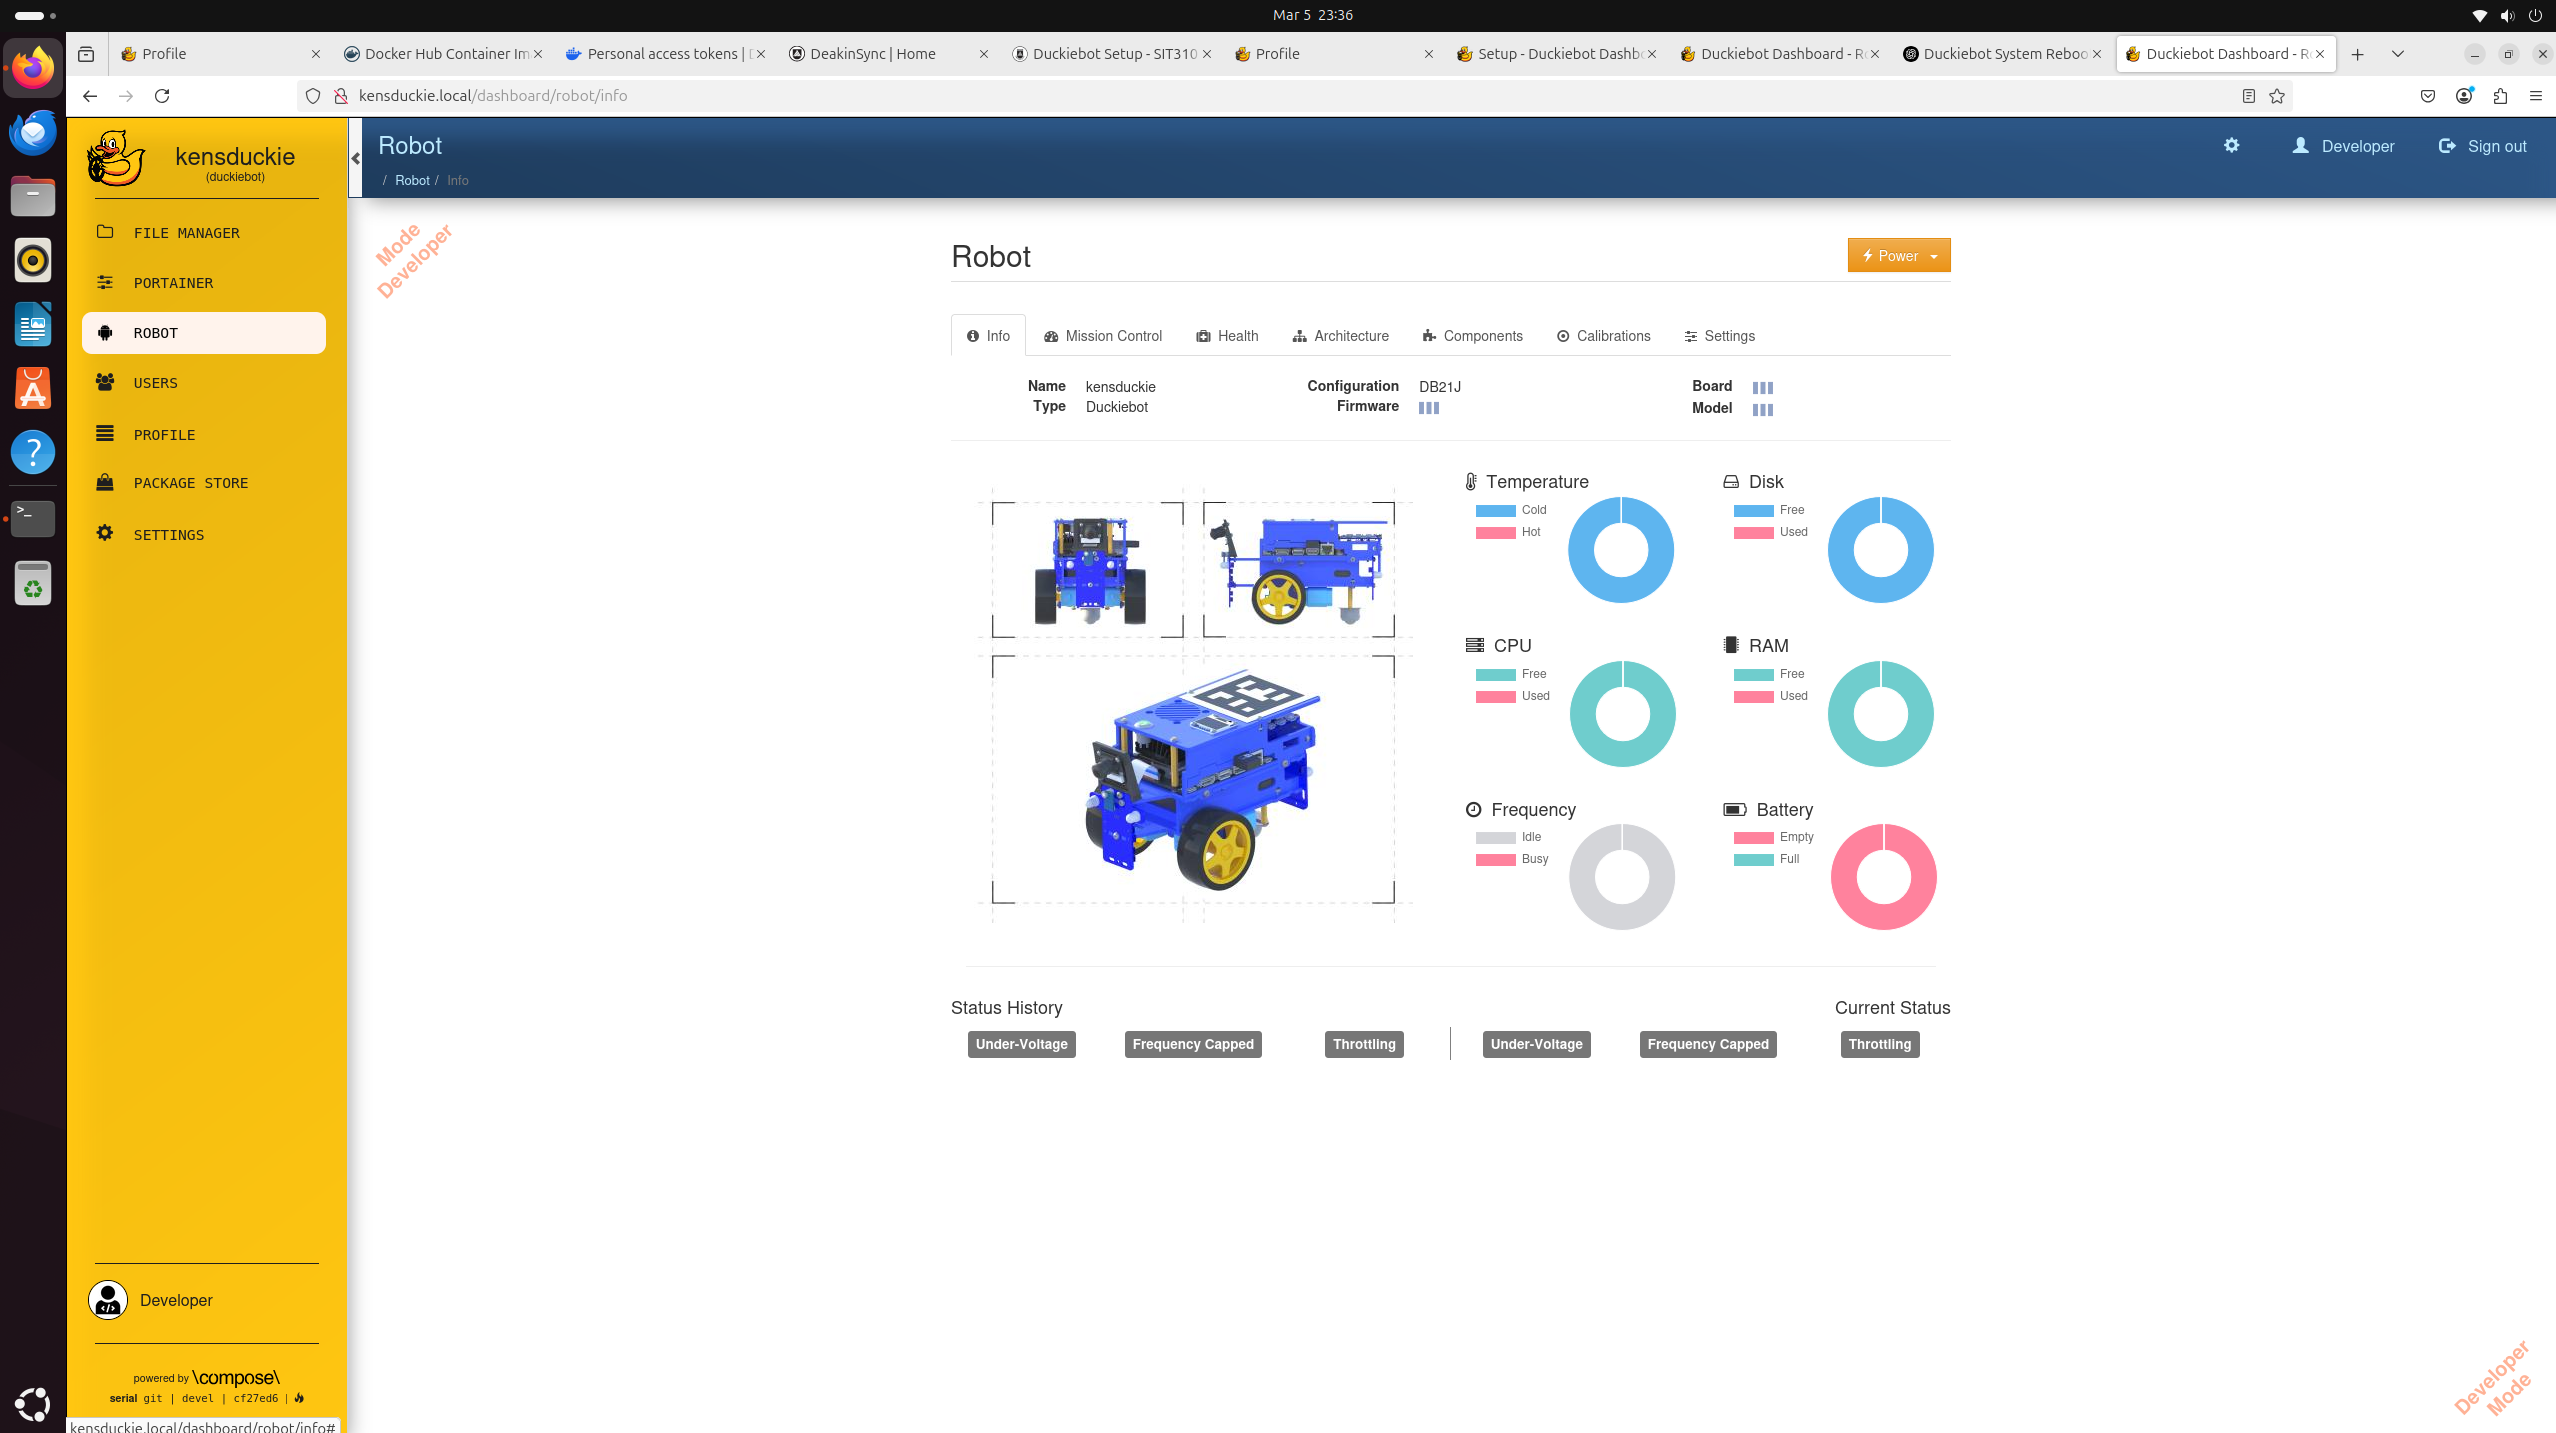 Mar 5 23:36
Profile
Docker Hub Container Im
Personal access tokens |
DeakinSync | Home
Duckiebot Setup - SIT310
Profile
Setup - Duckiebot Dashb
Duckiebot Dashboard - R
Duckiebot System Reboo
Duckiebot Dashboard - R
kensduckie.local/dashboard/robot/info
kensduckie
(duckiebot)
FILE MANAGER
PORTAINER
ROBOT
USERS
PROFILE
PACKAGE STORE
SETTINGS
Developer
powered by \compose\
serial git | devel | cf27ed6 |
kensduckie.local/dashboard/robot/info#
Robot
/ Robot / Info
Developer
Sign out
Mode
Developer
Robot
Power
Info
Mission Control
Health
Architecture
Components
Calibrations
Settings
Name kensduckie
Type Duckiebot
Configuration DB21J
Firmware
Board
Model
Temperature
Cold
Hot
Disk
Free
Used
CPU
Free
Used
RAM
Free
Used
Frequency
Idle
Busy
Battery
Empty
Full
Status History
Current Status
Under-Voltage
Frequency Capped
Throttling
Under-Voltage
Frequency Capped
Throttling
Developer
Mode